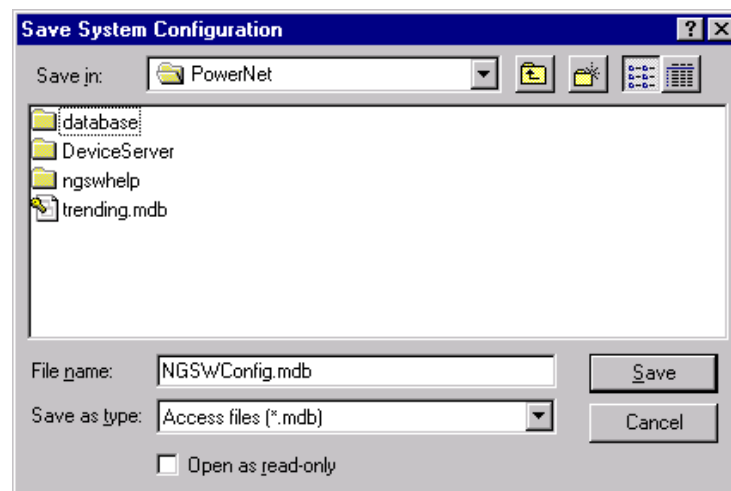 Save System Configuration
Save in: PowerNet
database
DeviceServer
ngswhelp
trending.mdb
File name: NGSWConfig.mdb Save
Save as type: Access files (*.mdb) Cancel
Open as read-only